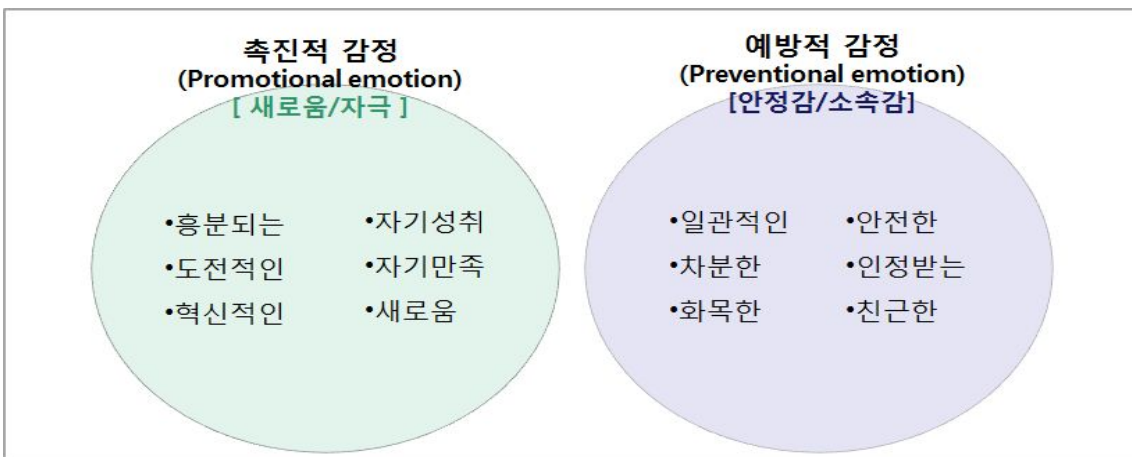 촉진적 감정
(Promotional emotion)
[ 새로움/자극 ]
•흥분되는
•도전적인
•혁신적인
•자기성취
•자기만족
•새로움
예방적 감정
(Preventional emotion)
[안정감/소속감]
•일관적인
•차분한
•화목한
•안전한
•인정받는
•친근한